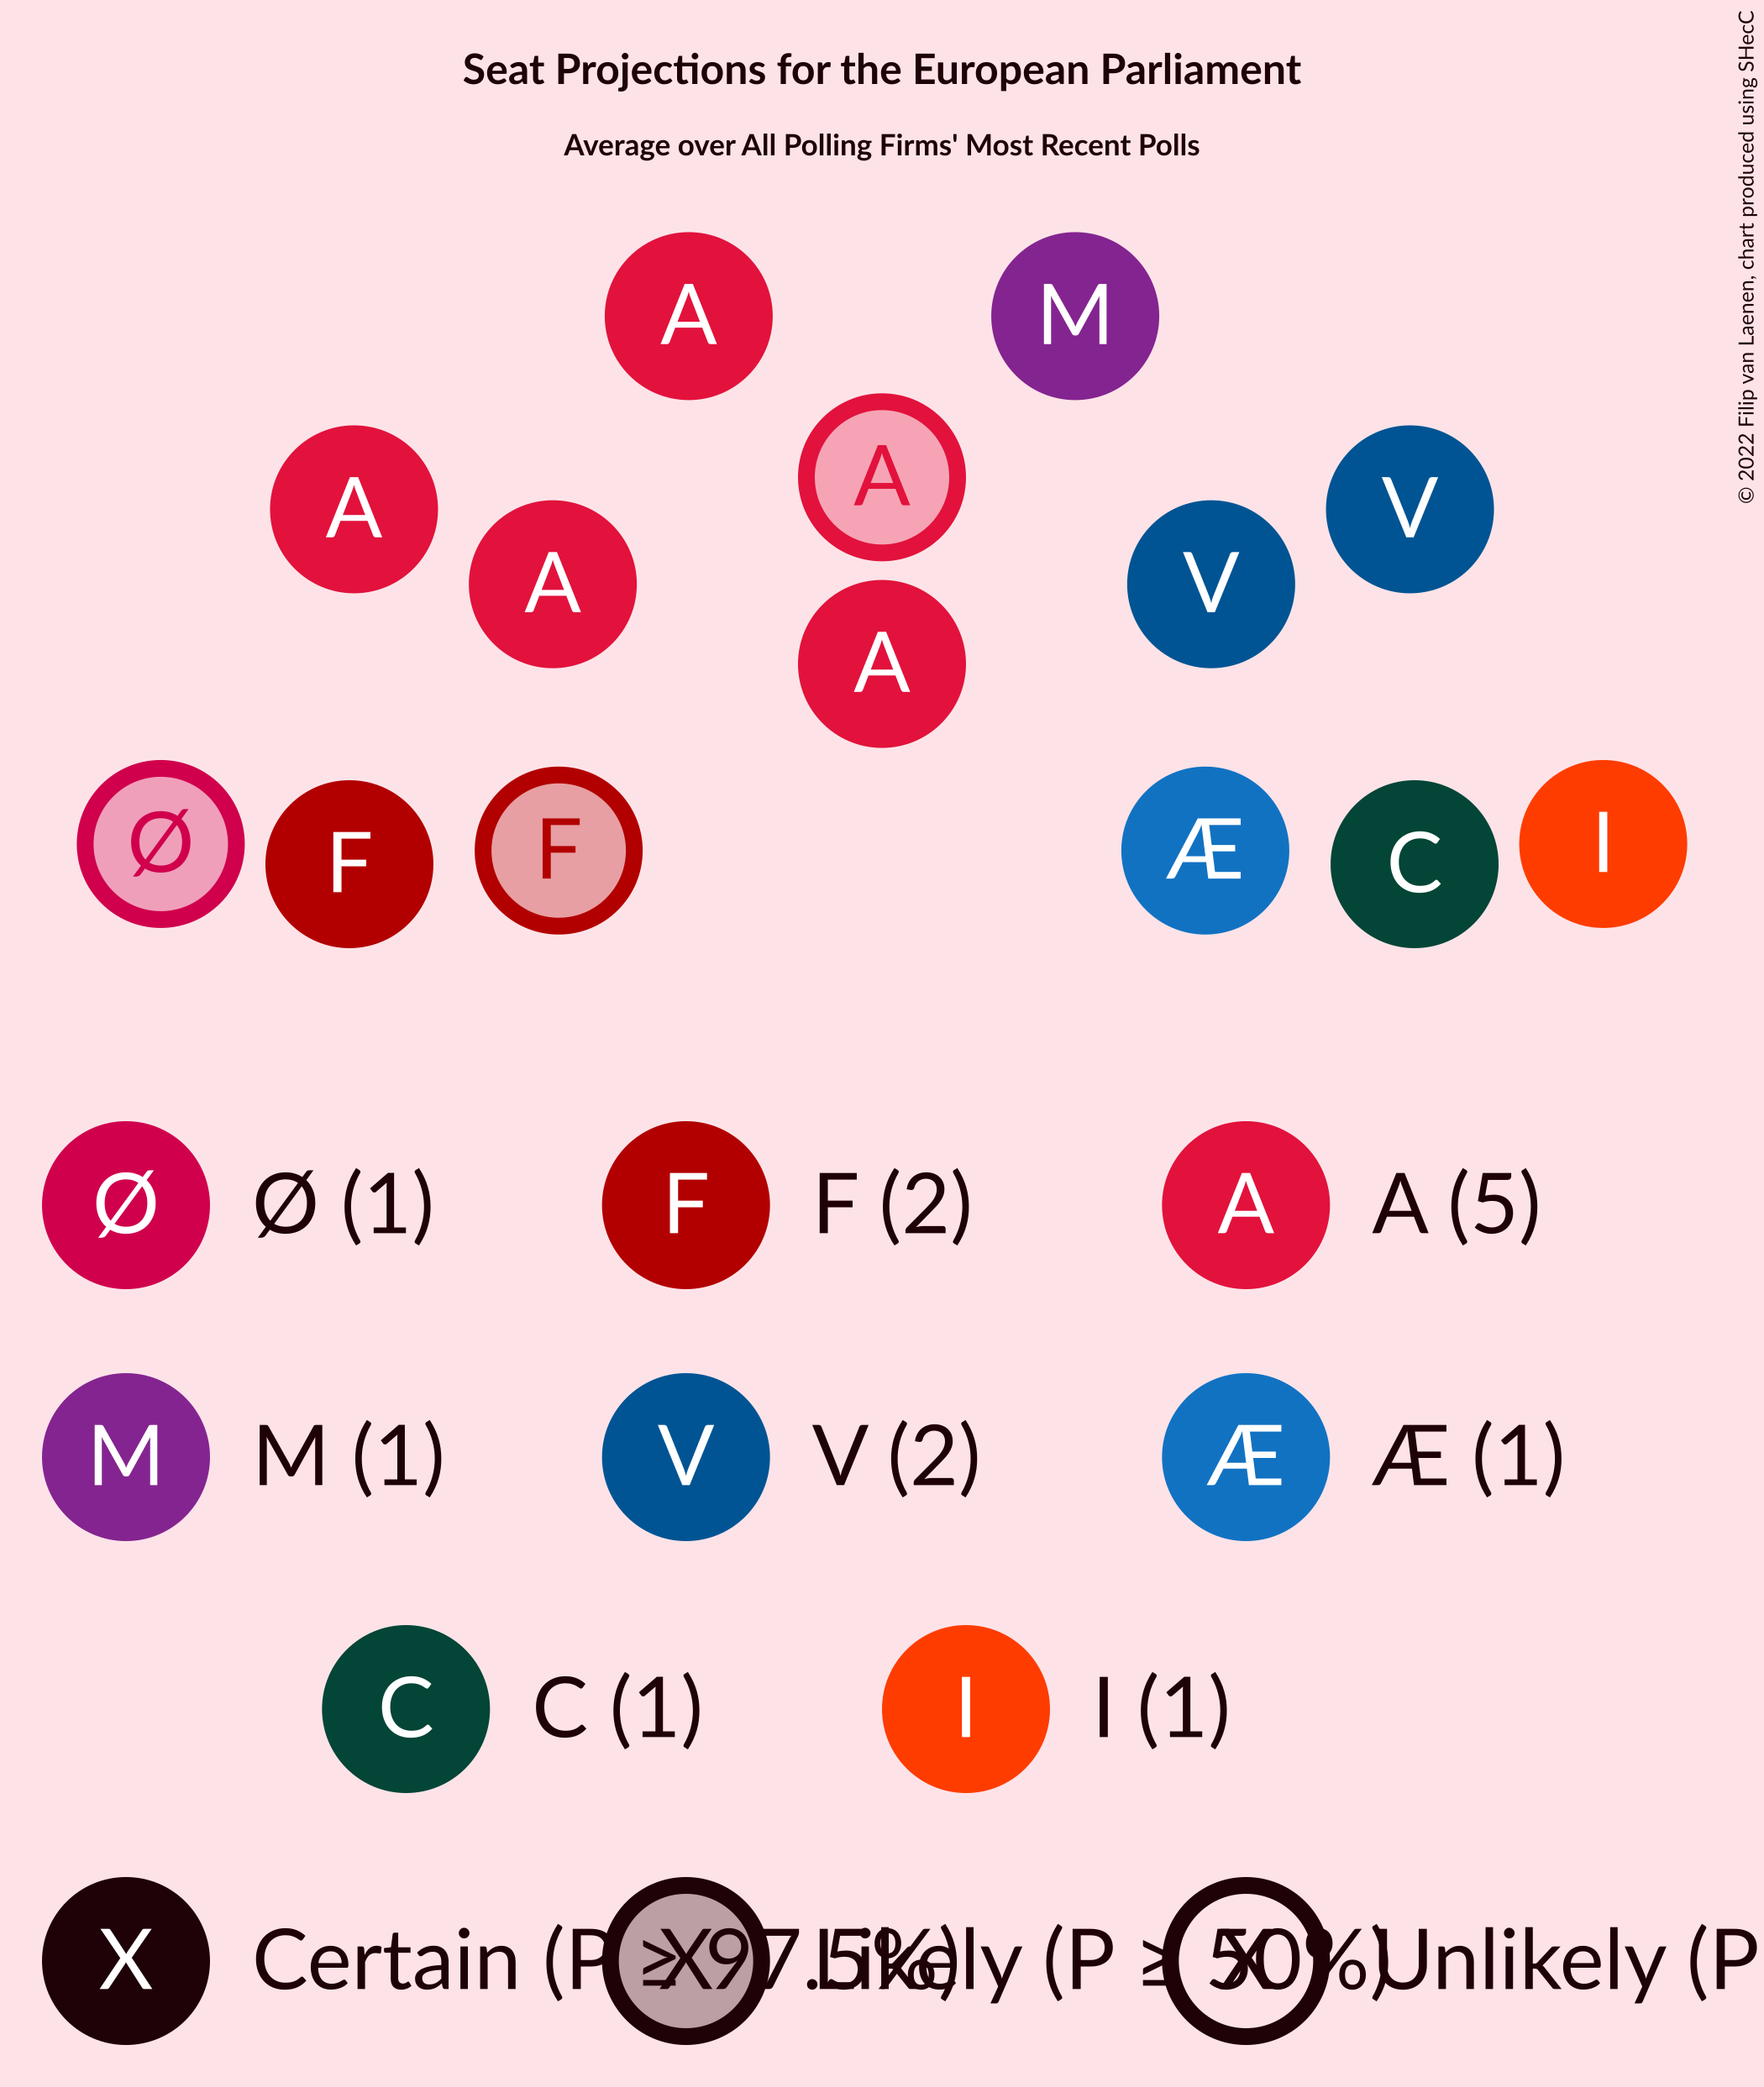 Seat Projections for the European Parliament
Average over All Polling Firms' Most Recent Polls
© 2022 Filip van Laenen, chart produced using SHecC
A M
A
A V
A V
A
Ø F Æ I
F C
Ø Ø (1) F F (2) A A (5)
M M (1) V V (2) Æ Æ (1)
C C (1) I I (1)
X Certain (P ≥ 97.5%) X Likely (P ≥ 50%) X Unlikely (P